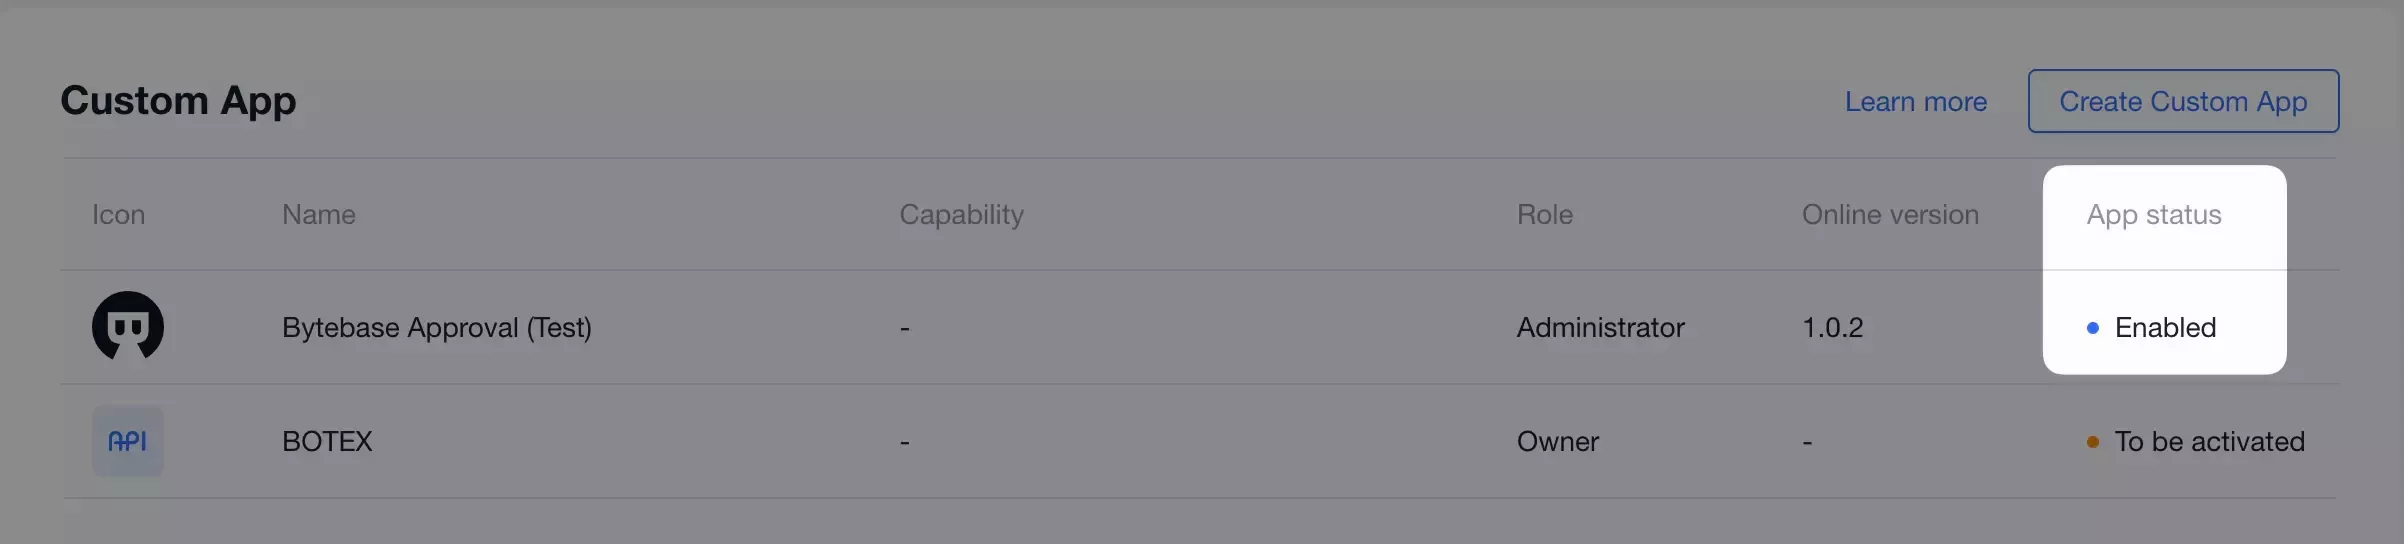 Custom App Learn more Create Custom App
Icon Name Capability Role Online version App status
Bytebase Approval (Test) - Administrator 1.0.2 Enabled
API BOTEX - Owner - To be activated